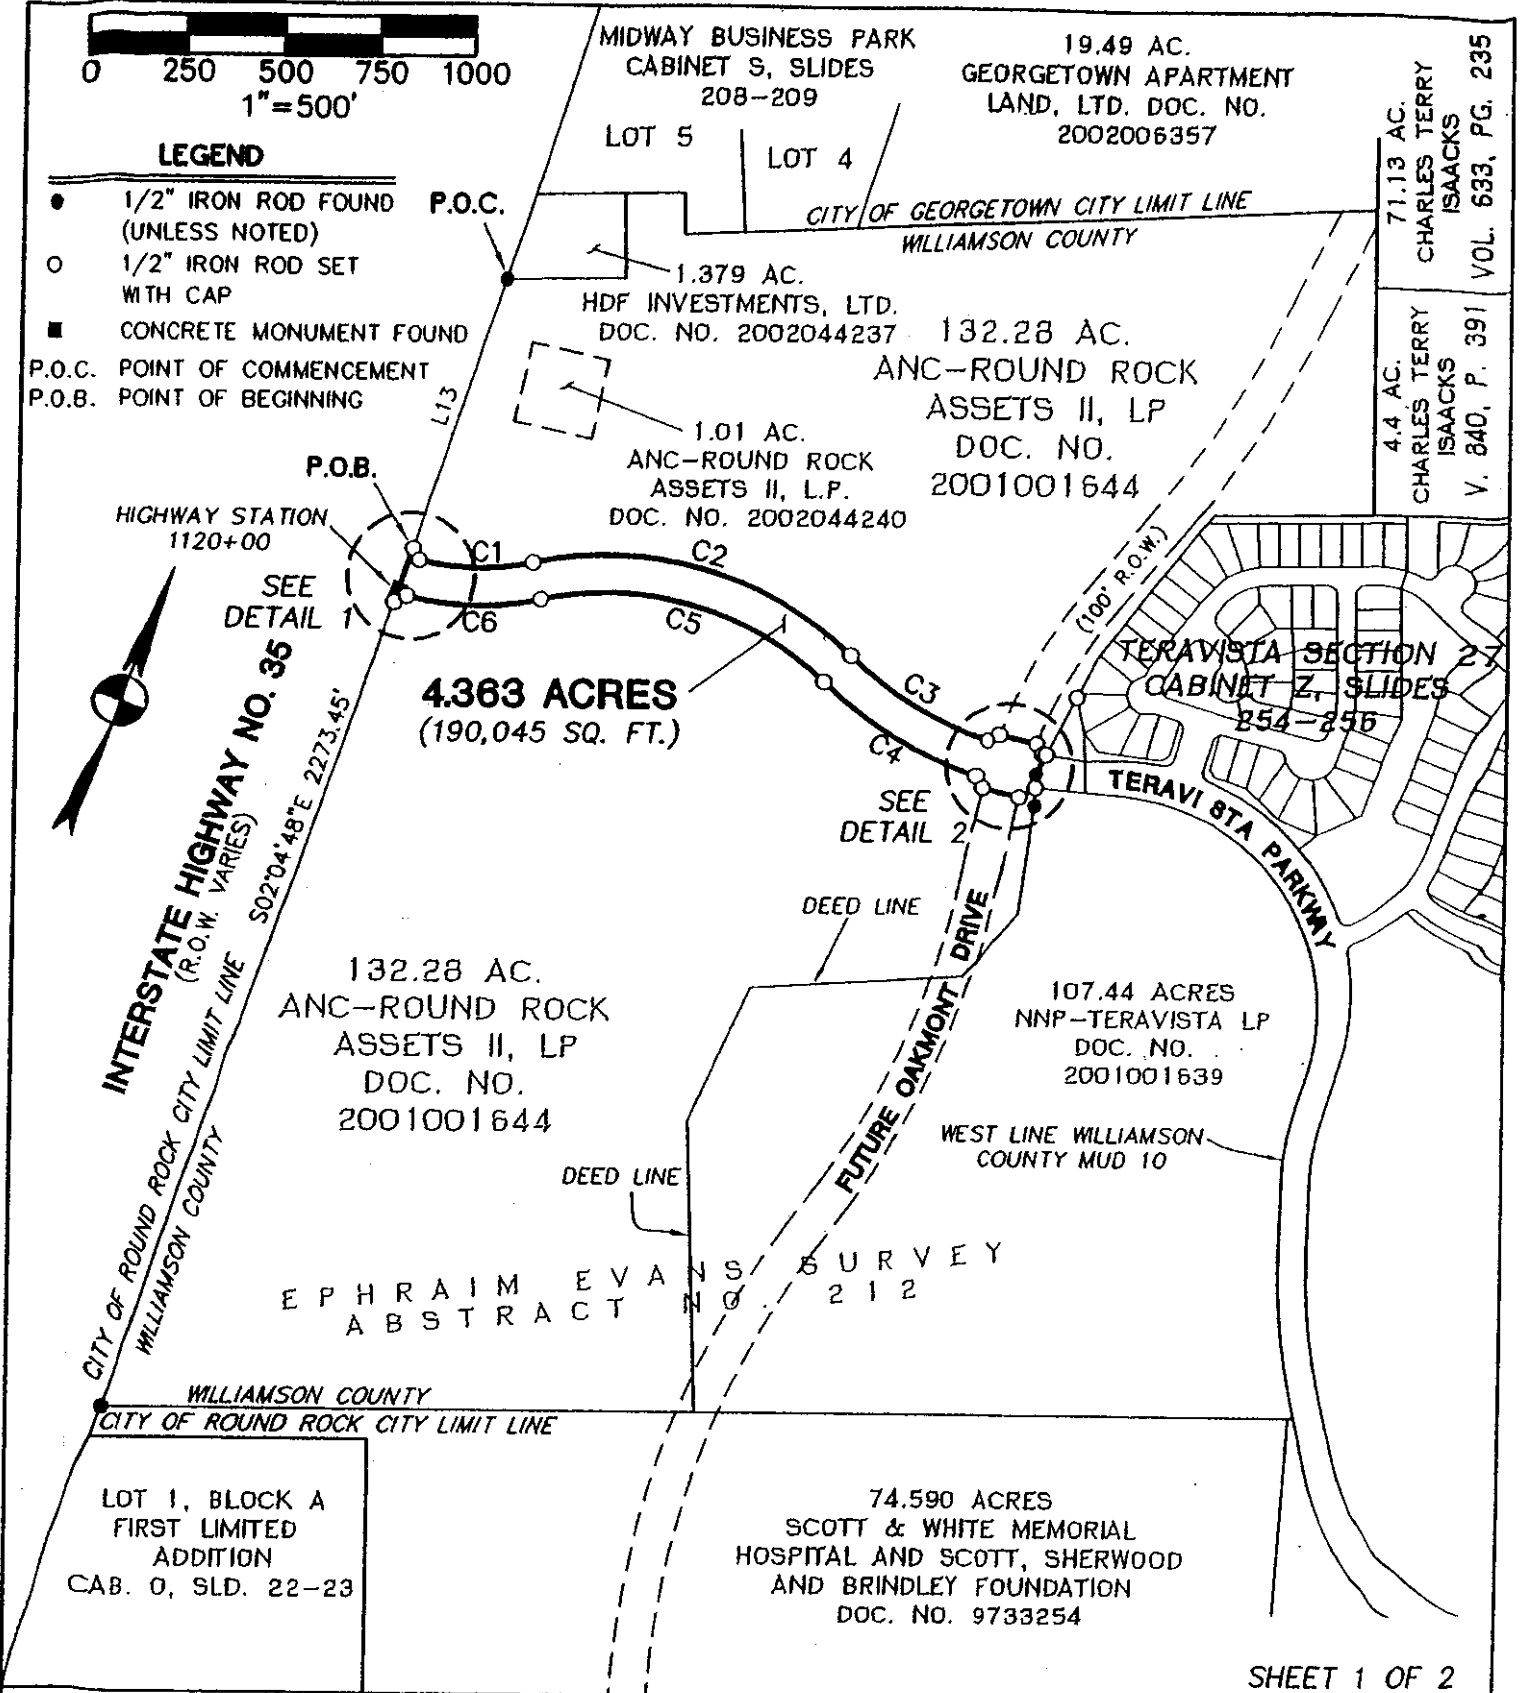 0 250 500 750 1000
1"=500'
LEGEND
1/2" IRON ROD FOUND
(UNLESS NOTED)
1/2" IRON ROD SET
WITH CAP
CONCRETE MONUMENT FOUND
P.O.C. POINT OF COMMENCEMENT
P.O.B. POINT OF BEGINNING
MIDWAY BUSINESS PARK
CABINET S, SLIDES
208-209
LOT 5
LOT 4
19.49 AC.
GEORGETOWN APARTMENT
LAND, LTD. DOC. NO.
2002006357
71.13 AC.
CHARLES TERRY
ISAACKS
VOL. 633, PG. 235
P.O.C.
CITY OF GEORGETOWN CITY LIMIT LINE
WILLIAMSON COUNTY
1.379 AC.
HDF INVESTMENTS, LTD.
DOC. NO. 2002044237
132.28 AC.
ANC-ROUND ROCK
ASSETS II, LP
DOC. NO.
2001001644
4.4 AC.
CHARLES TERRY
ISAACKS
V. 840, P. 391
L13
1.01 AC.
ANC-ROUND ROCK
ASSETS II, L.P.
DOC. NO. 2002044240
P.O.B.
HIGHWAY STATION
1120+00
SEE
DETAIL 1
C1
C2
C3
C4
C5
C6
(100' R.O.W.)
4.363 ACRES
(190,045 SQ. FT.)
TERAVISTA SECTION 27
CABINET Z, SLIDES
254-256
TERAVISTA PARKWAY
SEE
DETAIL 2
INTERSTATE HIGHWAY NO. 35
(R.O.W. VARIES)
S02°04'48"E 2273.45'
CITY OF ROUND ROCK CITY LIMIT LINE
WILLIAMSON COUNTY
DEED LINE
FUTURE OAKMONT DRIVE
132.28 AC.
ANC-ROUND ROCK
ASSETS II, LP
DOC. NO.
2001001644
107.44 ACRES
NNP-TERAVISTA LP
DOC. NO.
2001001639
WEST LINE WILLIAMSON
COUNTY MUD 10
DEED LINE
EPHRAIM EVANS SURVEY
ABSTRACT NO. 212
WILLIAMSON COUNTY
CITY OF ROUND ROCK CITY LIMIT LINE
LOT 1, BLOCK A
FIRST LIMITED
ADDITION
CAB. O, SLD. 22-23
74.590 ACRES
SCOTT & WHITE MEMORIAL
HOSPITAL AND SCOTT, SHERWOOD
AND BRINDLEY FOUNDATION
DOC. NO. 9733254
SHEET 1 OF 2